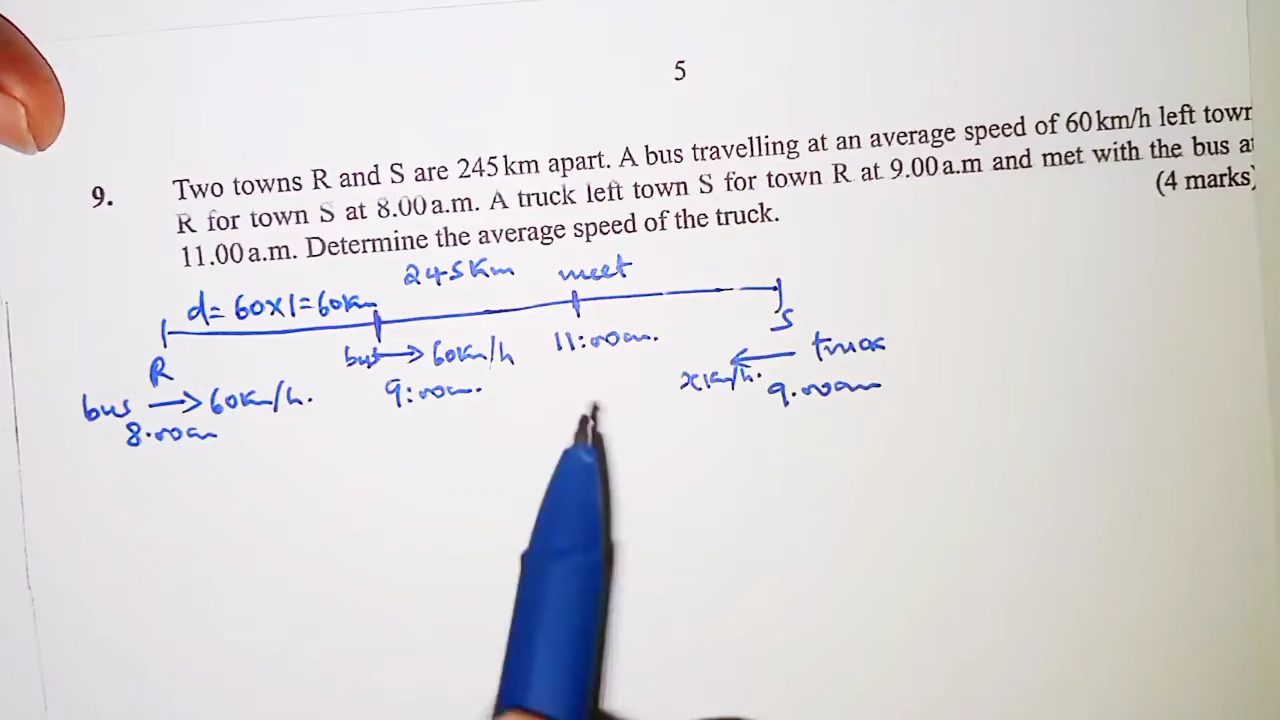 5
9. Two towns R and S are 245 km apart. A bus travelling at an average speed of 60 km/h left town
R for town S at 8.00 a.m. A truck left town S for town R at 9.00 a.m and met with the bus at
11.00 a.m. Determine the average speed of the truck. (4 marks)
245km meet
d=60x1=60km
R bus → 60km/h 11:00am. S
9:00am. xkm/h. ← truck
bus → 60km/h. 9.00am
8.00am